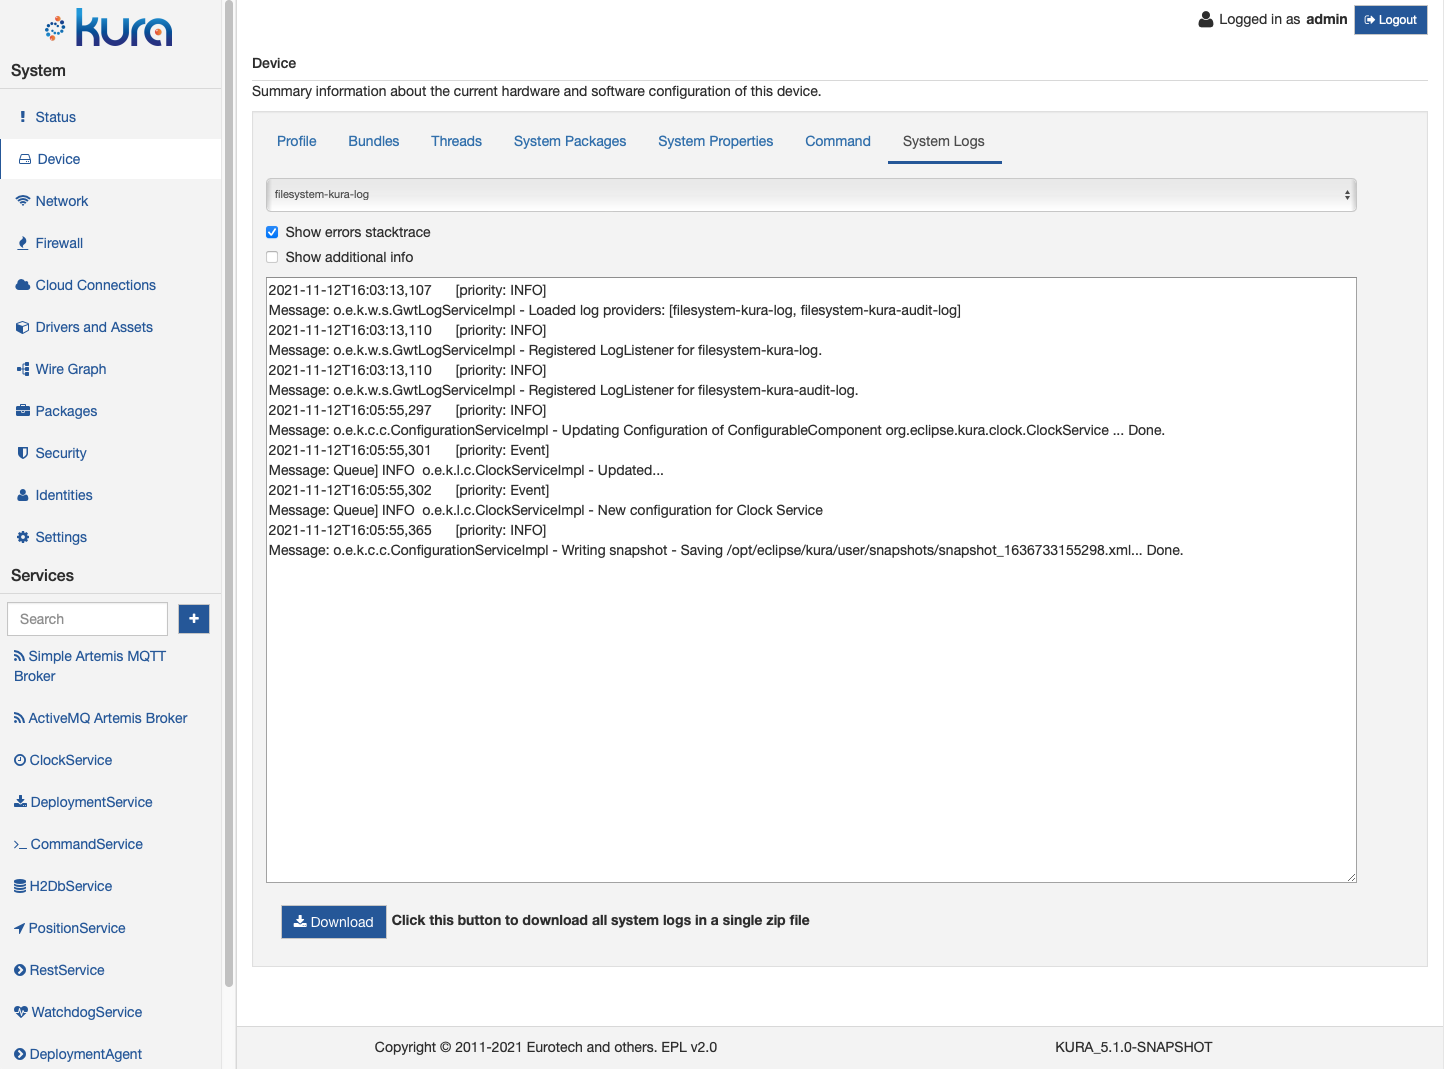 kura
System
Status
Device
Network
Firewall
Cloud Connections
Drivers and Assets
Wire Graph
Packages
Security
Identities
Settings
Services
Search
Simple Artemis MQTT
Broker
ActiveMQ Artemis Broker
ClockService
DeploymentService
CommandService
H2DbService
PositionService
RestService
WatchdogService
DeploymentAgent
Logged in as admin Logout
Device
Summary information about the current hardware and software configuration of this device.
Profile Bundles Threads System Packages System Properties Command System Logs
filesystem-kura-log
Show errors stacktrace
Show additional info
2021-11-12T16:03:13,107 [priority: INFO]
Message: o.e.k.w.s.GwtLogServiceImpl - Loaded log providers: [filesystem-kura-log, filesystem-kura-audit-log]
2021-11-12T16:03:13,110 [priority: INFO]
Message: o.e.k.w.s.GwtLogServiceImpl - Registered LogListener for filesystem-kura-log.
2021-11-12T16:03:13,110 [priority: INFO]
Message: o.e.k.w.s.GwtLogServiceImpl - Registered LogListener for filesystem-kura-audit-log.
2021-11-12T16:05:55,297 [priority: INFO]
Message: o.e.k.c.c.ConfigurationServiceImpl - Updating Configuration of ConfigurableComponent org.eclipse.kura.clock.ClockService ... Done.
2021-11-12T16:05:55,301 [priority: Event]
Message: Queue] INFO o.e.k.l.c.ClockServiceImpl - Updated...
2021-11-12T16:05:55,302 [priority: Event]
Message: Queue] INFO o.e.k.l.c.ClockServiceImpl - New configuration for Clock Service
2021-11-12T16:05:55,365 [priority: INFO]
Message: o.e.k.c.c.ConfigurationServiceImpl - Writing snapshot - Saving /opt/eclipse/kura/user/snapshots/snapshot_1636733155298.xml... Done.
Download Click this button to download all system logs in a single zip file
Copyright © 2011-2021 Eurotech and others. EPL v2.0 KURA_5.1.0-SNAPSHOT